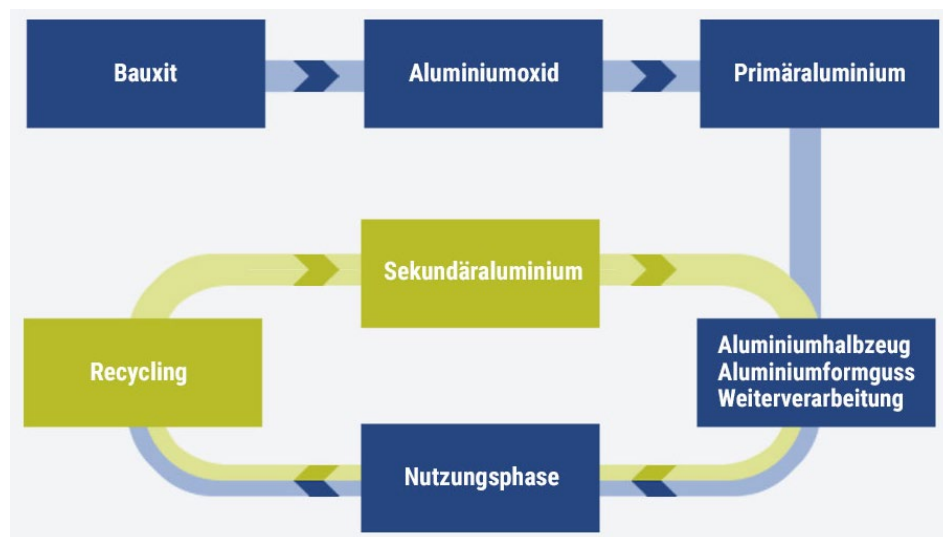 Bauxit
Aluminiumoxid
Primäraluminium
Sekundäraluminium
Recycling
Aluminiumhalbzeug
Aluminiumformguss
Weiterverarbeitung
Nutzungsphase